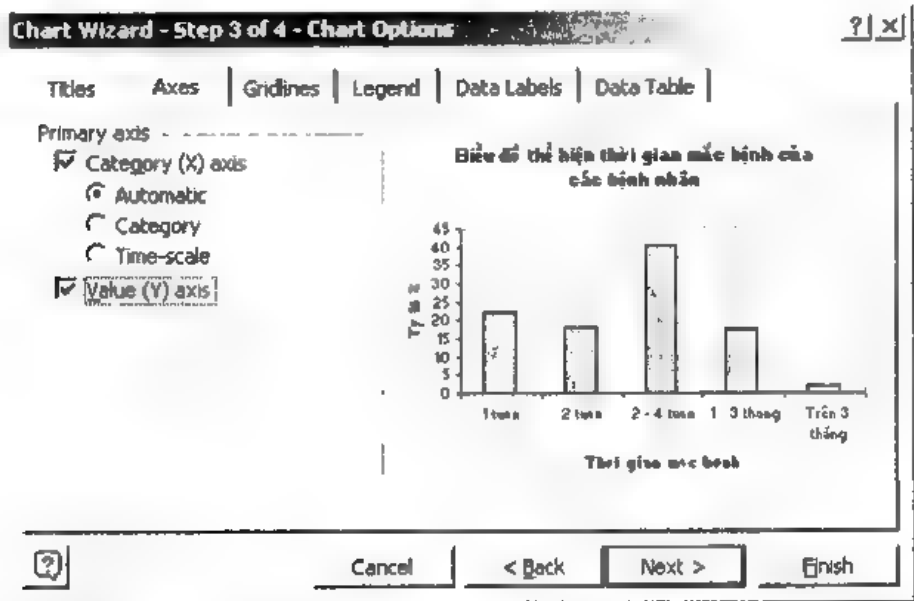 Chart Wizard - Step 3 of 4 - Chart Options
Titles Axes Gridlines Legend Data Labels Data Table
Primary axis
Category (X) axis
Automatic
Category
Time-scale
Value (Y) axis
Biểu đồ thể hiện thời gian mắc bệnh của
các bệnh nhân
45
40
35
30
25
20
15
10
5
0
Tỷ lệ %
1 tuần 2 tuần 2 - 4 tuần 1 3 tháng Trên 3
tháng
Thời gian mắc bệnh
Cancel < Back Next > Finish